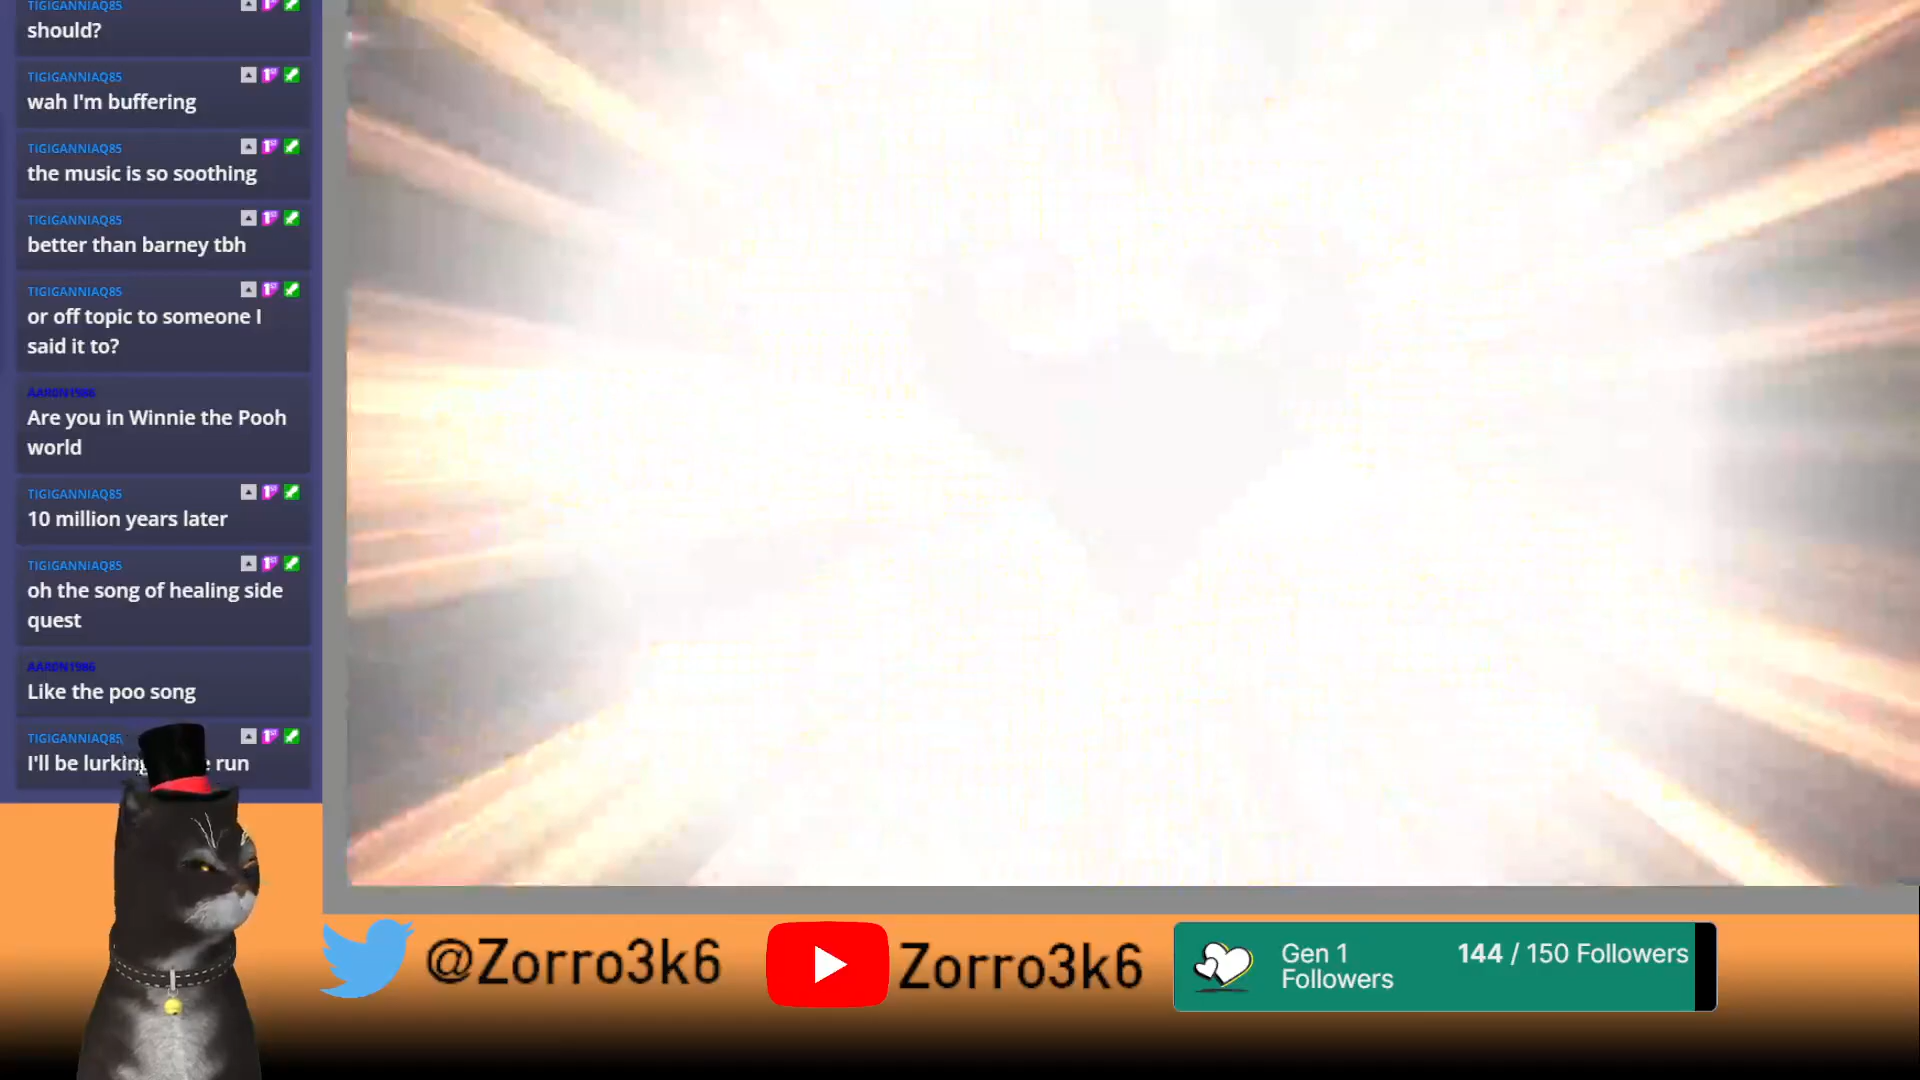 TIGIGANNIAQ85
should?
TIGIGANNIAQ85
wah I'm buffering
TIGIGANNIAQ85
the music is so soothing
TIGIGANNIAQ85
better than barney tbh
TIGIGANNIAQ85
or off topic to someone I
said it to?
AARON1986
Are you in Winnie the Pooh
world
TIGIGANNIAQ85
10 million years later
TIGIGANNIAQ85
oh the song of healing side
quest
AARON1986
Like the poo song
TIGIGANNIAQ85
I'll be lurking run
@Zorro3k6
Zorro3k6
Gen 1
Followers
144 / 150 Followers